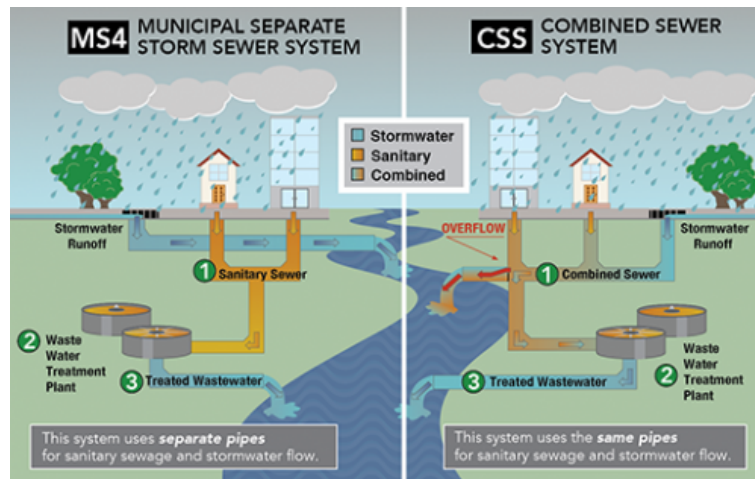 MS4 MUNICIPAL SEPARATE
STORM SEWER SYSTEM
CSS COMBINED SEWER
SYSTEM
Stormwater
Sanitary
Combined
Stormwater
Runoff
1 Sanitary Sewer
2 Waste
Water
Treatment
Plant
3 Treated Wastewater
This system uses separate pipes
for sanitary sewage and stormwater flow.
OVERFLOW
Stormwater
Runoff
1 Combined Sewer
2 Waste
Water
Treatment
Plant
3 Treated Wastewater
This system uses the same pipes
for sanitary sewage and stormwater flow.